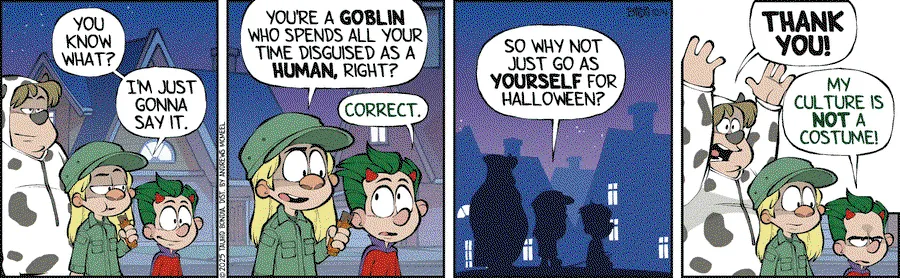 YOU
KNOW
WHAT?
I'M JUST
GONNA
SAY IT.
YOU'RE A GOBLIN
WHO SPENDS ALL YOUR
TIME DISGUISED AS A
HUMAN, RIGHT?
CORRECT.
SO WHY NOT
JUST GO AS
YOURSELF FOR
HALLOWEEN?
THANK
YOU!
MY
CULTURE IS
NOT A
COSTUME!